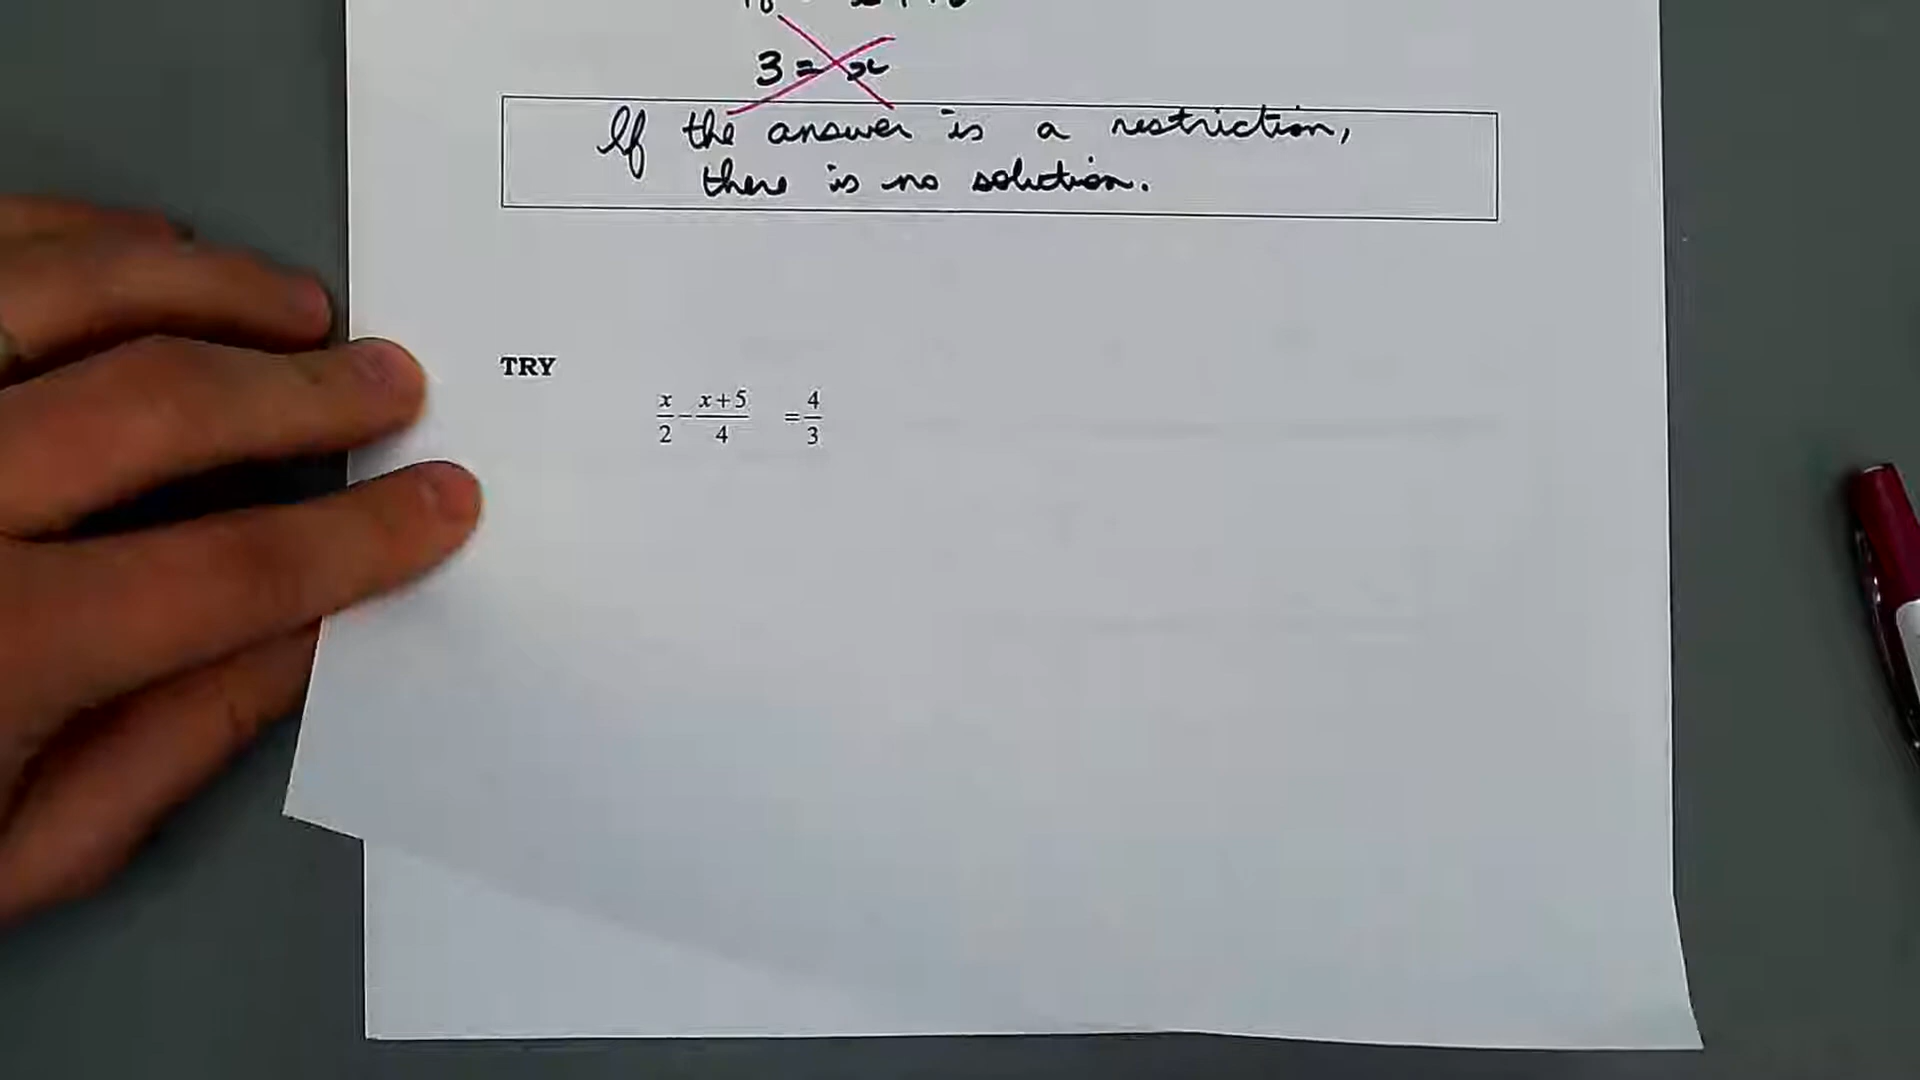 3 = x
If the answer is a restriction,
there is no solution.
TRY
x/2 - x+5/4 = 4/3